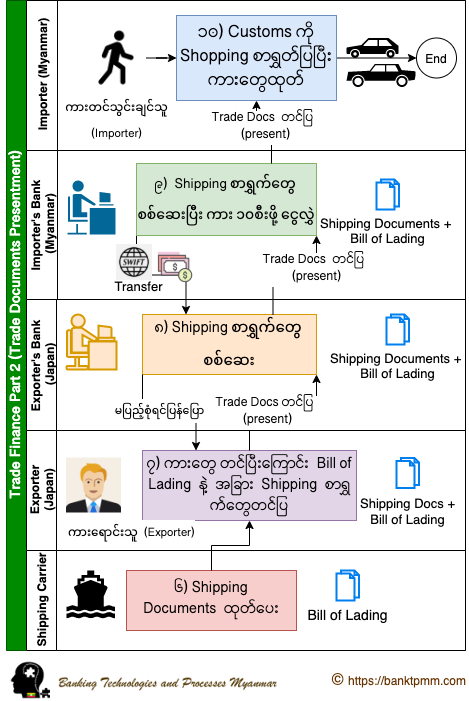 Trade Finance Part 2 (Trade Documents Presentment)
Importer (Myanmar)
ကားတင်သွင်းချင်သူ
(Importer)
၁၀) Customs ကို
Shopping စာရွှတ်ပြပြီး
ကားတွေထုတ်
End
Trade Docs တင်ပြ
(present)
Importer's Bank
(Myanmar)
၉) Shipping စာရွက်တွေ
စစ်ဆေးပြီး ကား ၁၀စီးဖို့ ငွေလွှဲ
Shipping Documents +
Bill of Lading
SWIFT
Transfer
Trade Docs တင်ပြ
(present)
Exporter's Bank
(Japan)
၈) Shipping စာရွက်တွေ
စစ်ဆေး
Shipping Documents +
Bill of Lading
မပြည့်စုံရင်ပြန်ပြော
Trade Docs တင်ပြ
(present)
Exporter
(Japan)
ကားရောင်းသူ (Exporter)
၇) ကားတွေ တင်ပြီးကြောင်း Bill of
Lading နဲ့ အခြား Shipping စာရွ
က်တွေတင်ပြ
Shipping Docs +
Bill of Lading
Shipping Carrier
၆) Shipping
Documents ထုတ်ပေး
Bill of Lading
Banking Technologies and Processes Myanmar
© https://banktpmm.com